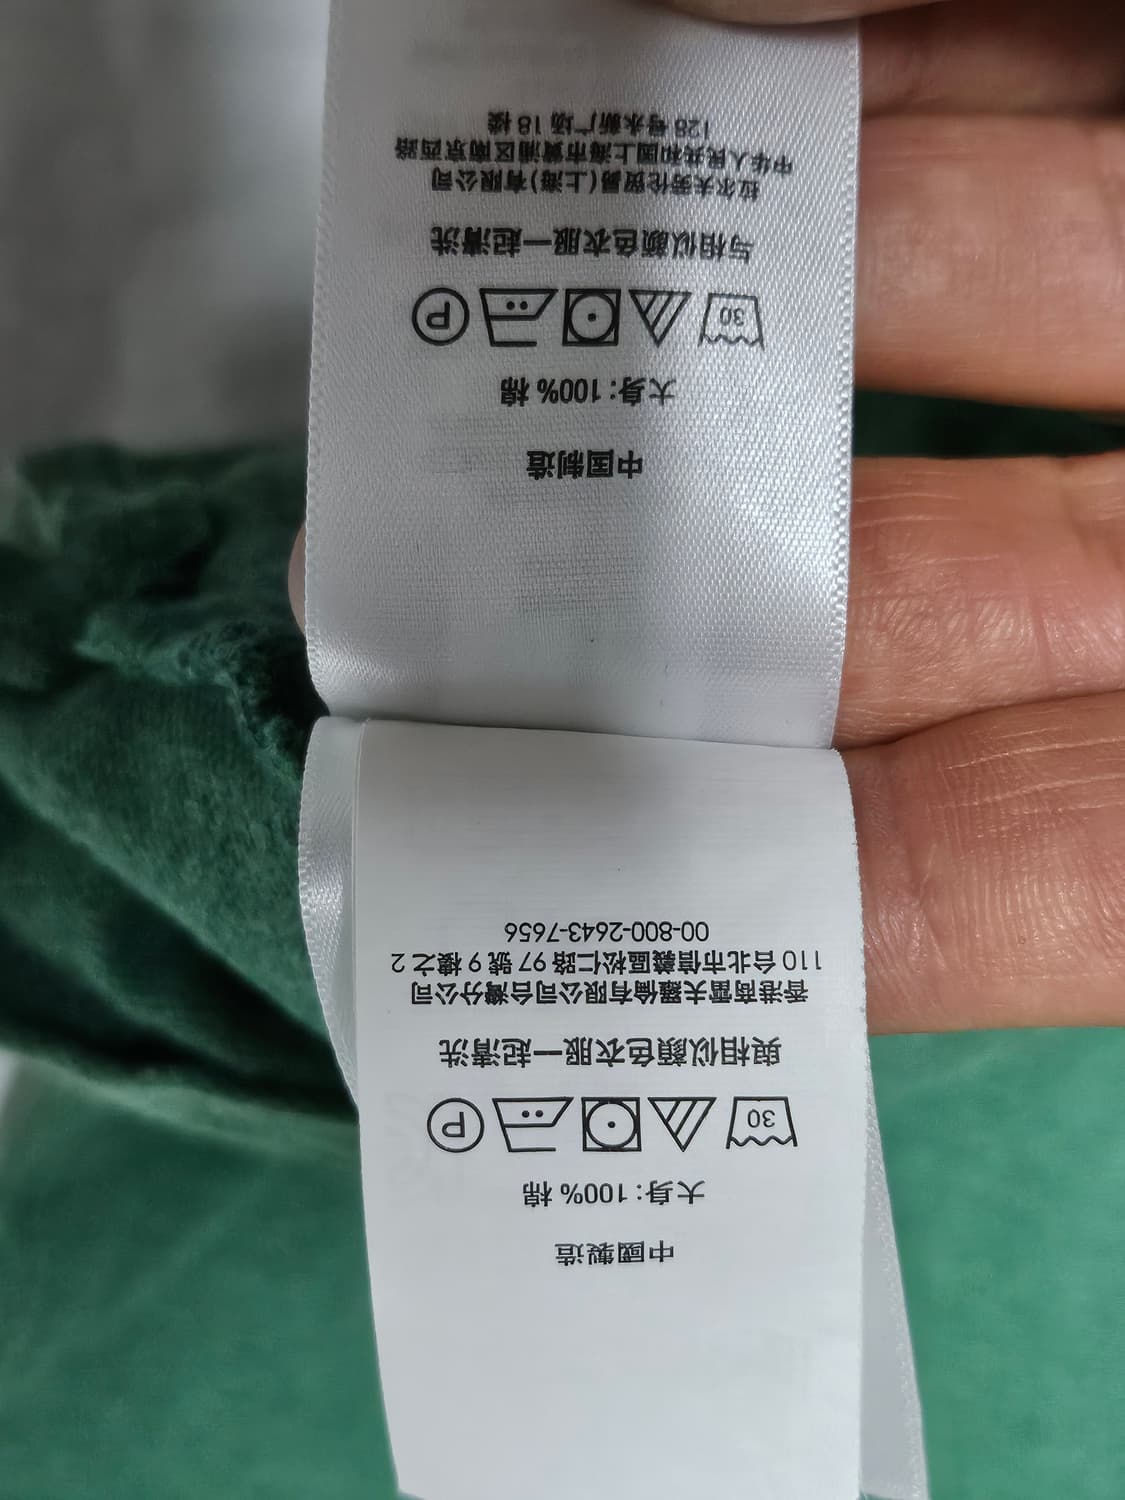 中國製造
大身: 100% 棉
30 P
與相似顏色衣服一起清洗
香港商雷夫羅倫有限公司台灣分公司
110 台北市信義區松仁路 97 號 9 樓之 2
00-800-2643-7656
中国制造
大身: 100% 棉
30 P
与相似颜色衣服一起清洗
拉尔夫劳伦贸易(上海)有限公司
中华人民共和国上海市黄浦区南京西路
128 号永新广场 18 楼